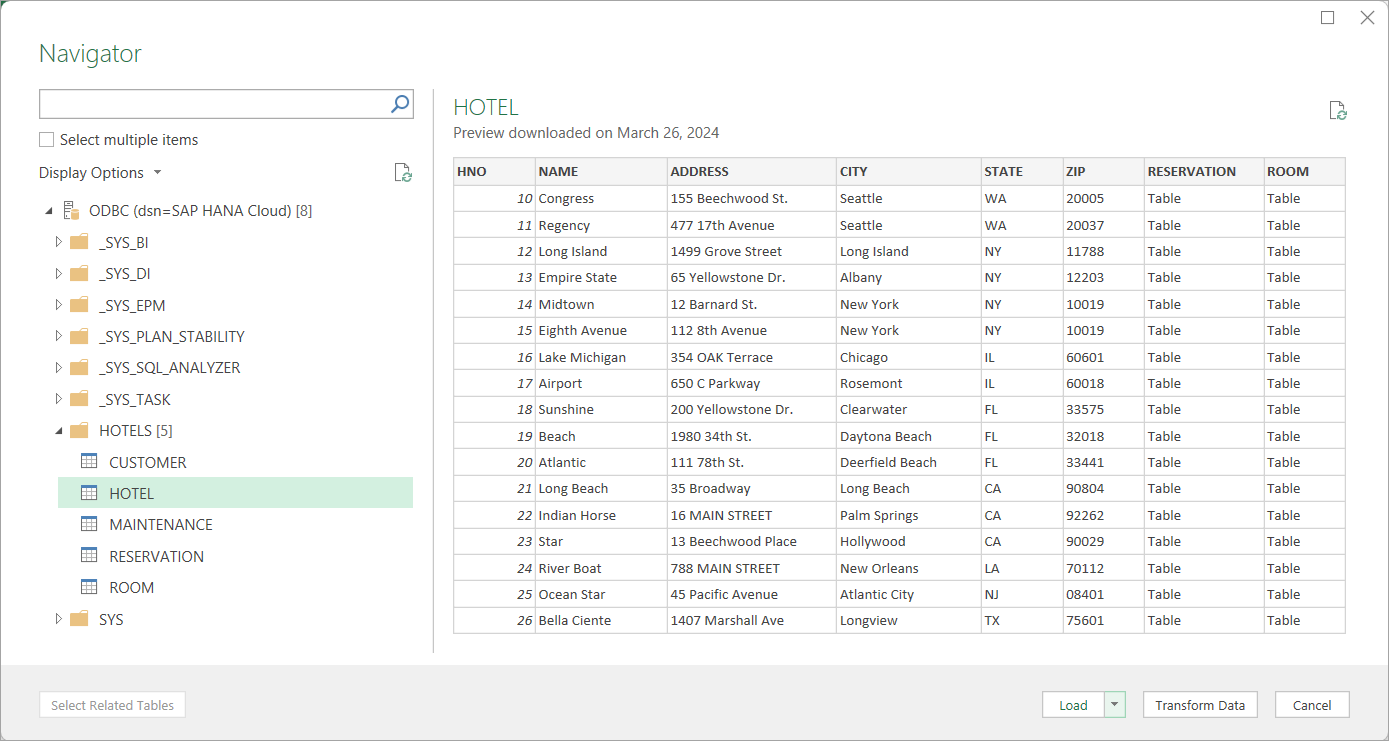 Navigator
Select multiple items
Display Options
ODBC (dsn=SAP HANA Cloud) [8]
_SYS_BI
_SYS_DI
_SYS_EPM
_SYS_PLAN_STABILITY
_SYS_SQL_ANALYZER
_SYS_TASK
HOTELS [5]
CUSTOMER
HOTEL
MAINTENANCE
RESERVATION
ROOM
SYS
HOTEL
Preview downloaded on March 26, 2024
HNO NAME ADDRESS CITY STATE ZIP RESERVATION ROOM
10 Congress 155 Beechwood St. Seattle WA 20005 Table Table
11 Regency 477 17th Avenue Seattle WA 20037 Table Table
12 Long Island 1499 Grove Street Long Island NY 11788 Table Table
13 Empire State 65 Yellowstone Dr. Albany NY 12203 Table Table
14 Midtown 12 Barnard St. New York NY 10019 Table Table
15 Eighth Avenue 112 8th Avenue New York NY 10019 Table Table
16 Lake Michigan 354 OAK Terrace Chicago IL 60601 Table Table
17 Airport 650 C Parkway Rosemont IL 60018 Table Table
18 Sunshine 200 Yellowstone Dr. Clearwater FL 33575 Table Table
19 Beach 1980 34th St. Daytona Beach FL 32018 Table Table
20 Atlantic 111 78th St. Deerfield Beach FL 33441 Table Table
21 Long Beach 35 Broadway Long Beach CA 90804 Table Table
22 Indian Horse 16 MAIN STREET Palm Springs CA 92262 Table Table
23 Star 13 Beechwood Place Hollywood CA 90029 Table Table
24 River Boat 788 MAIN STREET New Orleans LA 70112 Table Table
25 Ocean Star 45 Pacific Avenue Atlantic City NJ 08401 Table Table
26 Bella Ciente 1407 Marshall Ave Longview TX 75601 Table Table
Select Related Tables
Load
Transform Data
Cancel